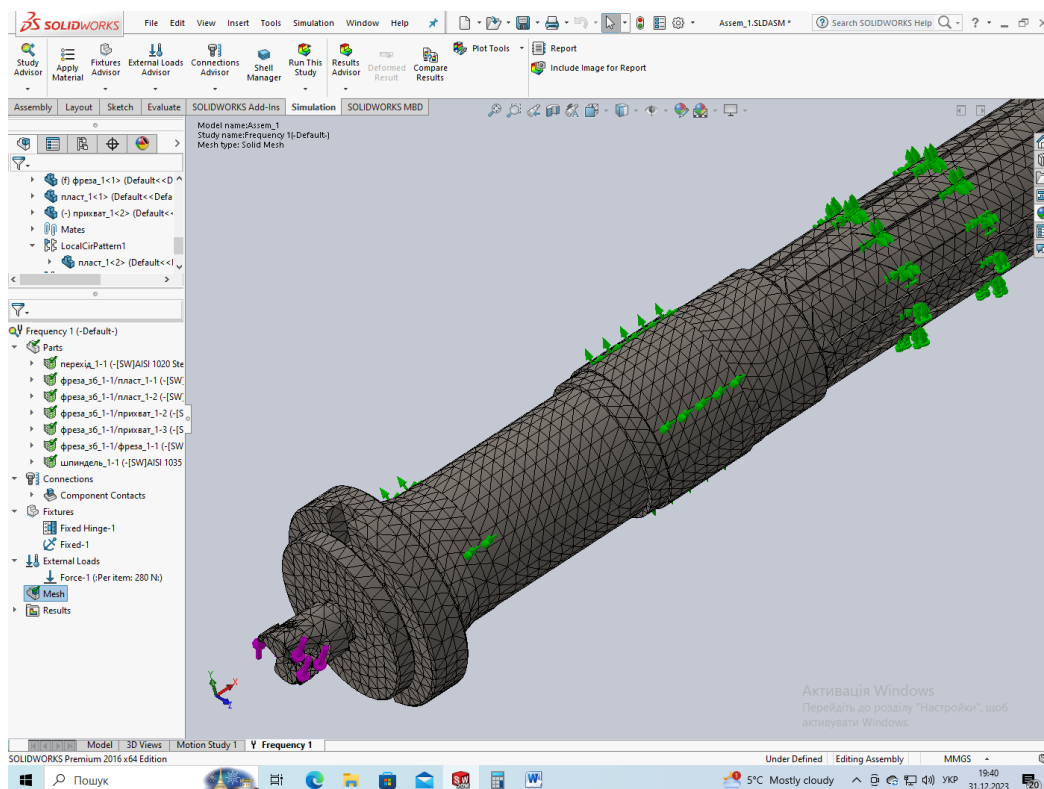 SOLIDWORKS File Edit View Insert Tools Simulation Window Help Assem_1.SLDASM * Search SOLIDWORKS Help
Study Advisor
Apply Material
Fixtures Advisor
External Loads Advisor
Connections Advisor
Shell Manager
Run This Study
Results Advisor
Deformed Result
Compare Results
Plot Tools
Report
Include Image for Report
Assembly Layout Sketch Evaluate SOLIDWORKS Add-Ins Simulation SOLIDWORKS MBD
Model name:Assem_1
Study name:Frequency 1(-Default-)
Mesh type: Solid Mesh
(f) фреза_1<1> (Default<<D
пласт_1<1> (Default<<Defa
(-) прихват_1<2> (Default<<
Mates
LocalCirPattern1
пласт_1<2> (Default<<
Frequency 1 (-Default-)
Parts
перехід_1-1 (-[SW]AISI 1020 Ste
фреза_зб_1-1/пласт_1-1 (-[SW]
фреза_зб_1-1/пласт_1-2 (-[SW]
фреза_зб_1-1/прихват_1-2 (-[S
фреза_зб_1-1/прихват_1-3 (-[S
фреза_зб_1-1/фреза_1-1 (-[SW
шпиндель_1-1 (-[SW]AISI 1035
Connections
Component Contacts
Fixtures
Fixed Hinge-1
Fixed-1
External Loads
Force-1 (:Per item: 280 N:)
Mesh
Results
Y
X
Z
Активація Windows
Перейдіть до розділу "Настройки", щоб
активувати Windows.
Model 3D Views Motion Study 1 Frequency 1
SOLIDWORKS Premium 2016 x64 Edition Under Defined Editing Assembly MMGS
Пошук 5°C Mostly cloudy УКР 19:40
31.12.2023 20